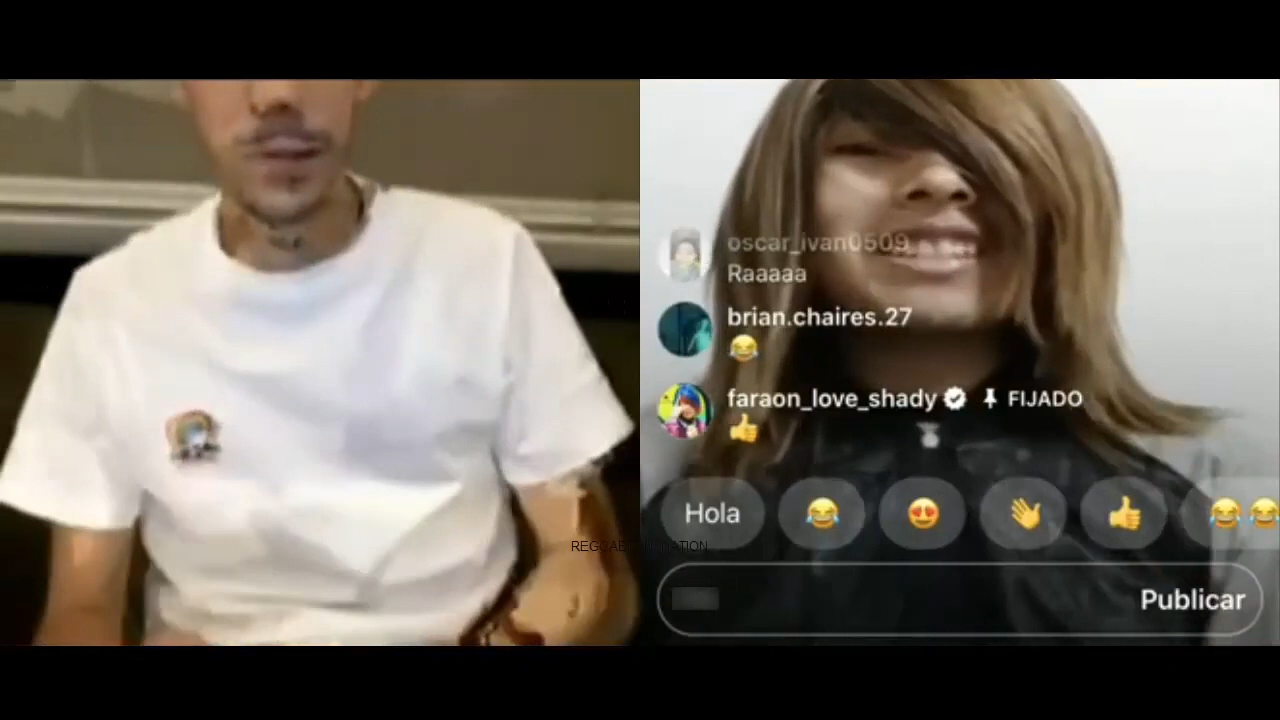 oscar_ivan0509
Raaaaa
brian.chaires.27
😂
faraon_love_shady FIJADO
👍
Hola 😂 😍 👋 👍 😂😂
Publicar